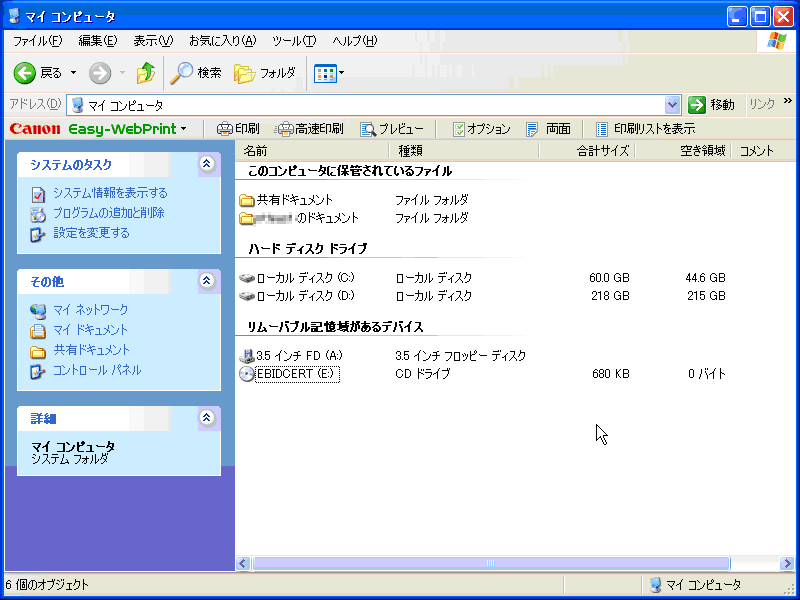 マイ コンピュータ
ファイル(F) 編集(E) 表示(V) お気に入り(A) ツール(T) ヘルプ(H)
戻る 検索 フォルダ
アドレス(D) マイ コンピュータ 移動 リンク »
Canon Easy-WebPrint 印刷 高速印刷 プレビュー オプション 両面 印刷リストを表示
システムのタスク
システム情報を表示する
プログラムの追加と削除
設定を変更する
その他
マイ ネットワーク
マイ ドキュメント
共有ドキュメント
コントロール パネル
詳細
マイ コンピュータ
システム フォルダ
名前 種類 合計サイズ 空き領域 コメント
このコンピュータに保管されているファイル
共有ドキュメント ファイル フォルダ
のドキュメント ファイル フォルダ
ハード ディスク ドライブ
ローカル ディスク (C:) ローカル ディスク 60.0 GB 44.6 GB
ローカル ディスク (D:) ローカル ディスク 218 GB 215 GB
リムーバブル記憶域があるデバイス
3.5 インチ FD (A:) 3.5 インチ フロッピー ディスク
EBIDCERT (E:) CD ドライブ 680 KB 0 バイト
6 個のオブジェクト マイ コンピュータ